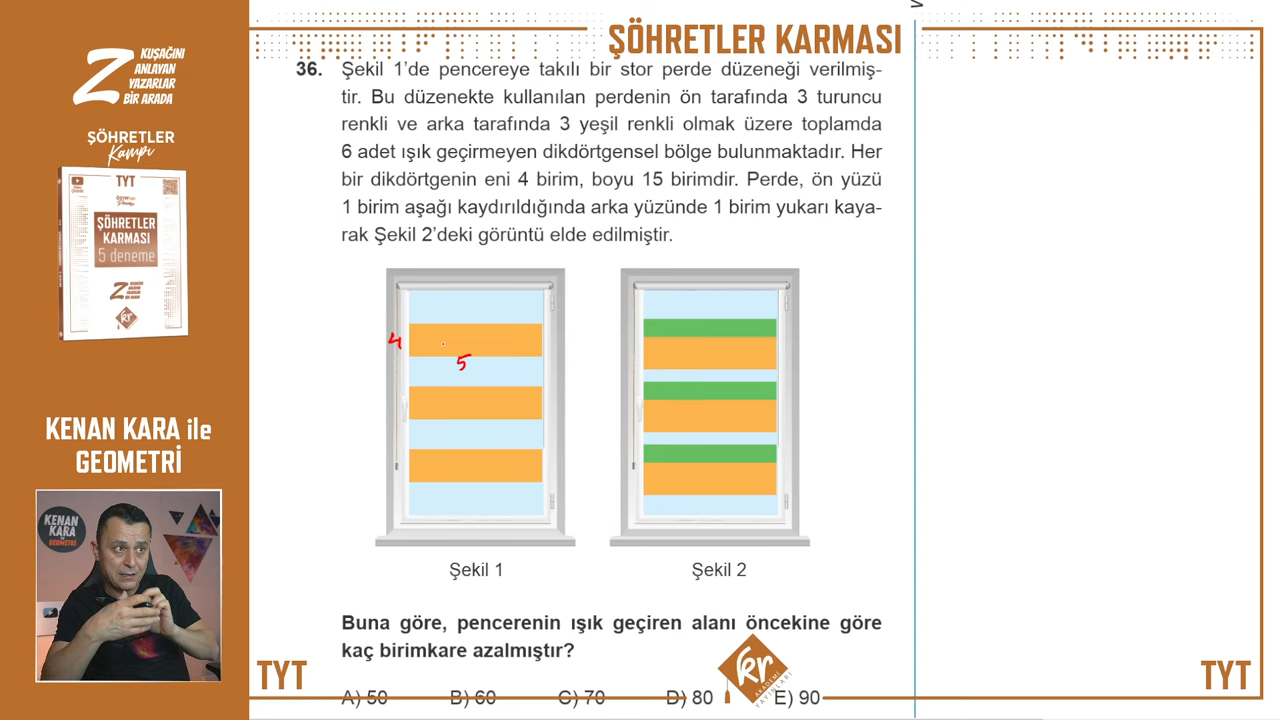 ŞÖHRETLER KARMASI
Z KUŞAĞINI
ANLAYAN
YAZARLAR
BİR ARADA
ŞÖHRETLER
Kampı
TYT
ŞÖHRETLER
KARMASI
5 deneme
kr
KENAN KARA ile
GEOMETRİ
KENAN
KARA
GEOMETRİ
36. Şekil 1’de pencereye takılı bir stor perde düzeneği verilmiş-
tir. Bu düzenekte kullanılan perdenin ön tarafında 3 turuncu
renkli ve arka tarafında 3 yeşil renkli olmak üzere toplamda
6 adet ışık geçirmeyen dikdörtgensel bölge bulunmaktadır. Her
bir dikdörtgenin eni 4 birim, boyu 15 birimdir. Perde, ön yüzü
1 birim aşağı kaydırıldığında arka yüzünde 1 birim yukarı kaya-
rak Şekil 2’deki görüntü elde edilmiştir.
4
5
Şekil 1
Şekil 2
Buna göre, pencerenin ışık geçiren alanı öncekine göre
kaç birimkare azalmıştır?
A) 50 B) 60 C) 70 D) 80 E) 90
TYT
kr
AKADEMİ
YAYINLARI
TYT